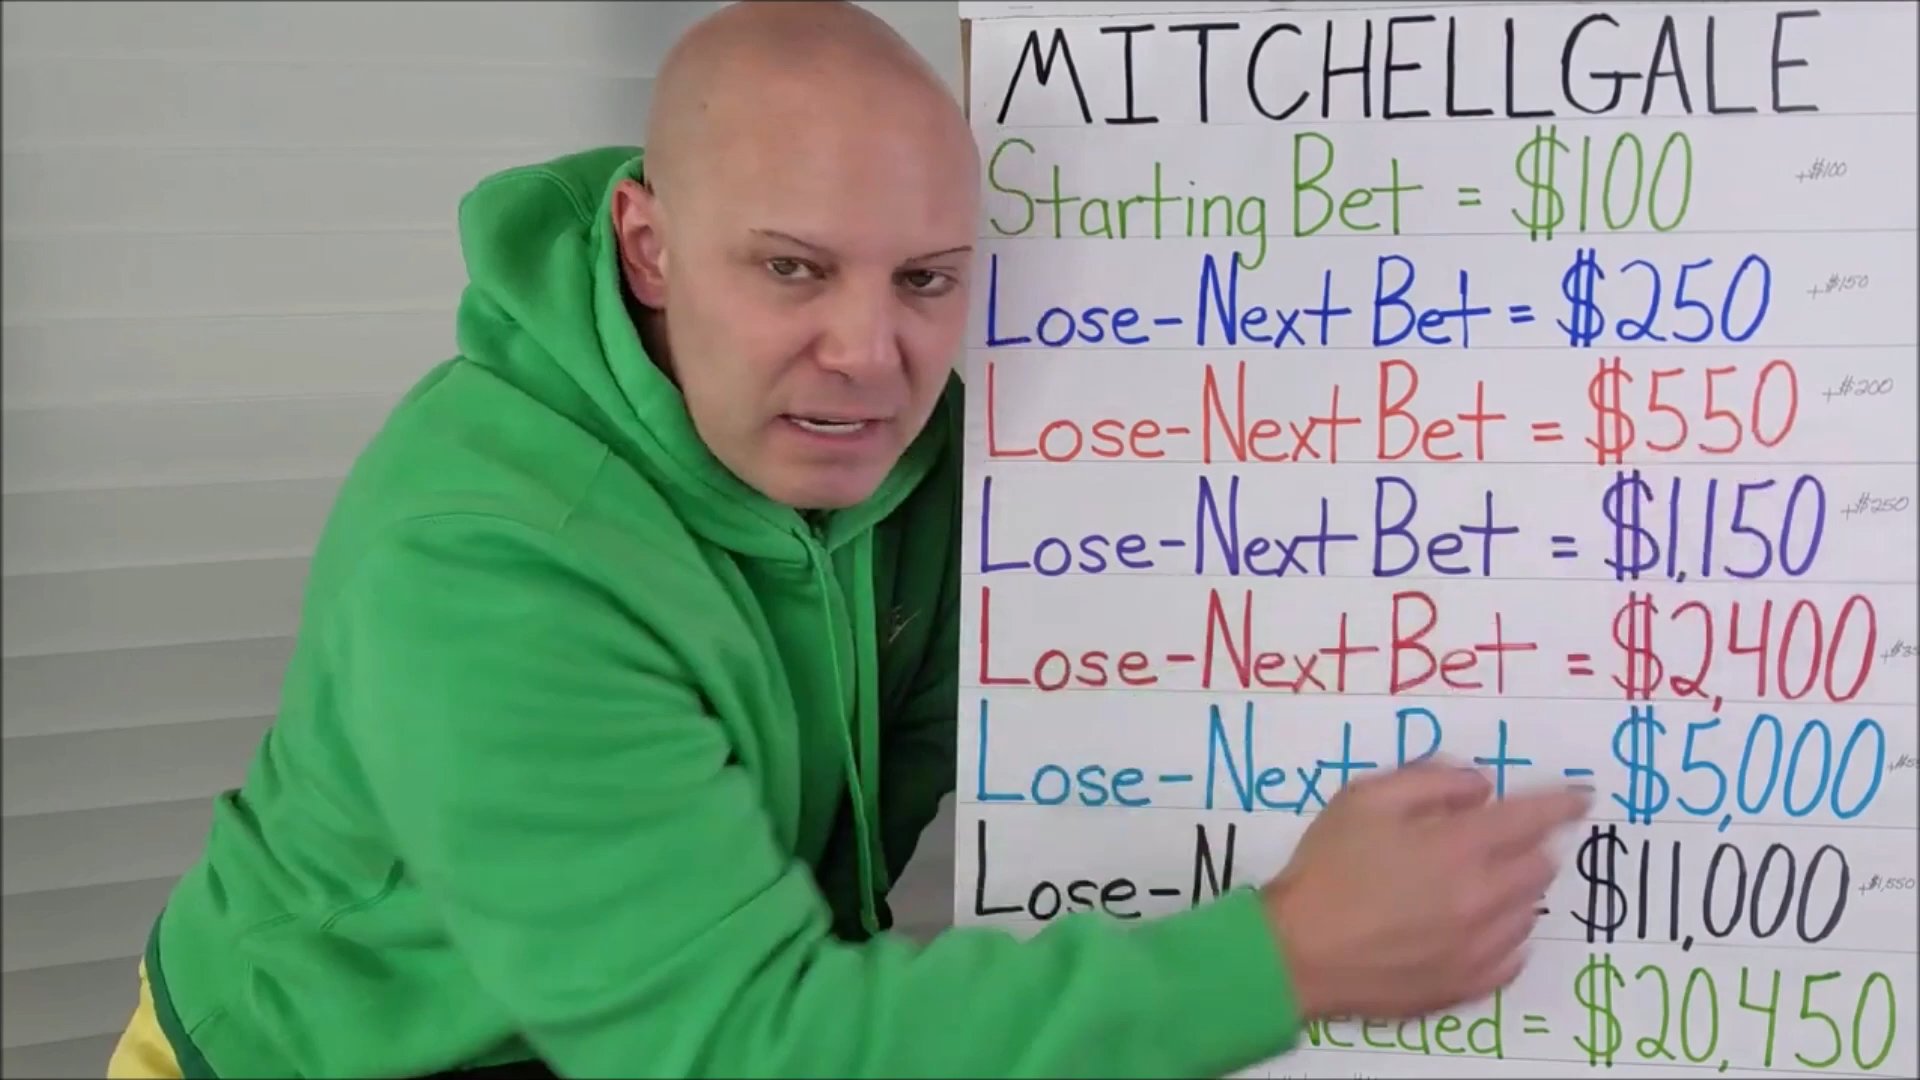 MITCHELLGALE
Starting Bet = $100 +$100
Lose-Next Bet = $250 +$150
Lose-Next Bet = $550 +$200
Lose-Next Bet = $1,150 +$250
Lose-Next Bet = $2,400
Lose-Next Bet = $5,000
Lose-N = $11,000 +$1,550
Needed = $20,450